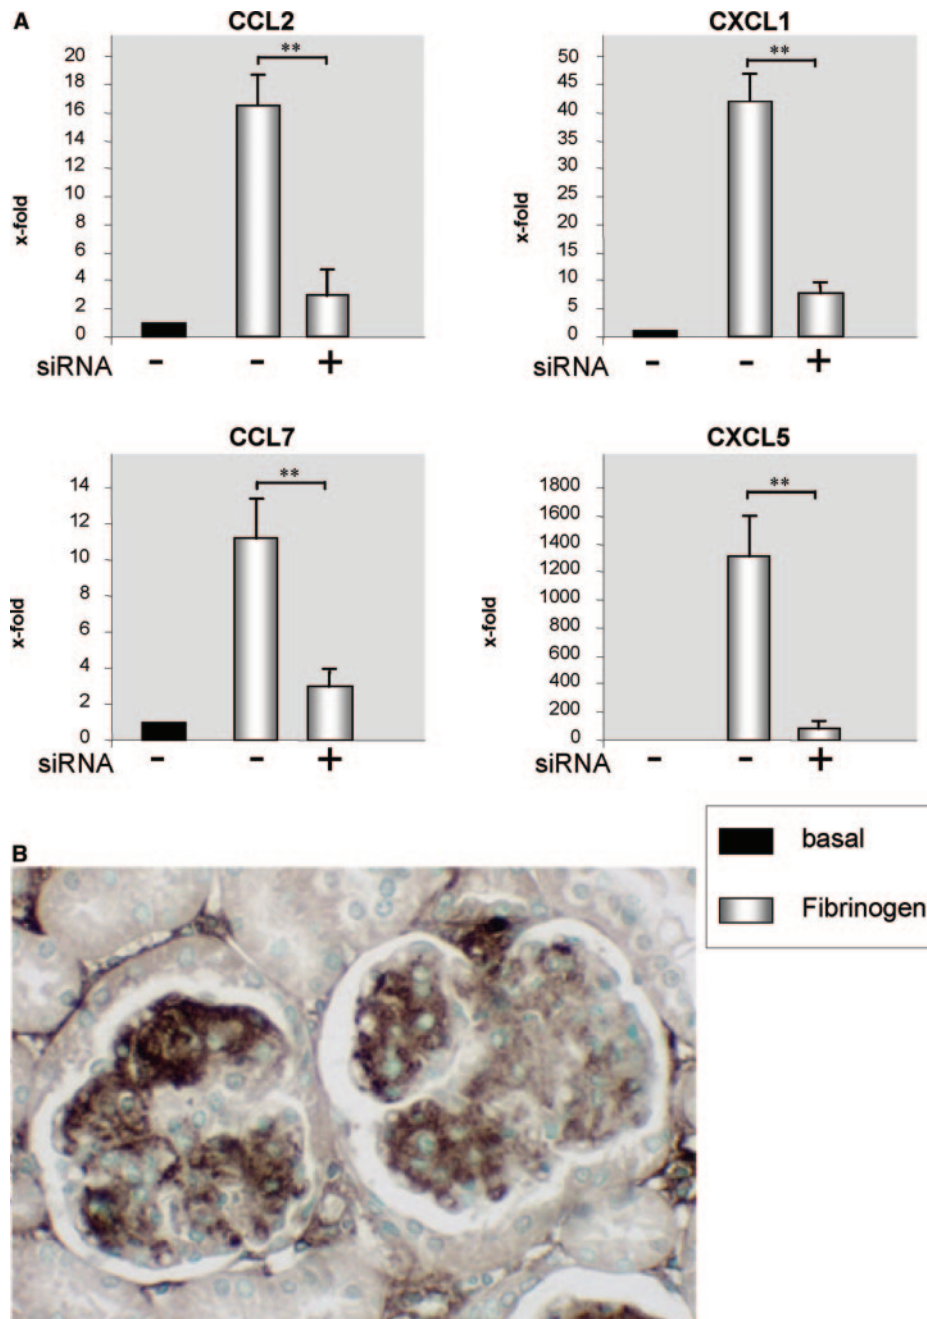 A
CCL2
20
18
16
14
12
10
8
6
4
2
0
x-fold
**
siRNA - - +
CXCL1
50
45
40
35
30
25
20
15
10
5
0
x-fold
**
siRNA - - +
CCL7
14
12
10
8
6
4
2
0
x-fold
**
siRNA - - +
CXCL5
1800
1600
1400
1200
1000
800
600
400
200
0
x-fold
**
siRNA - - +
basal
Fibrinogen
B